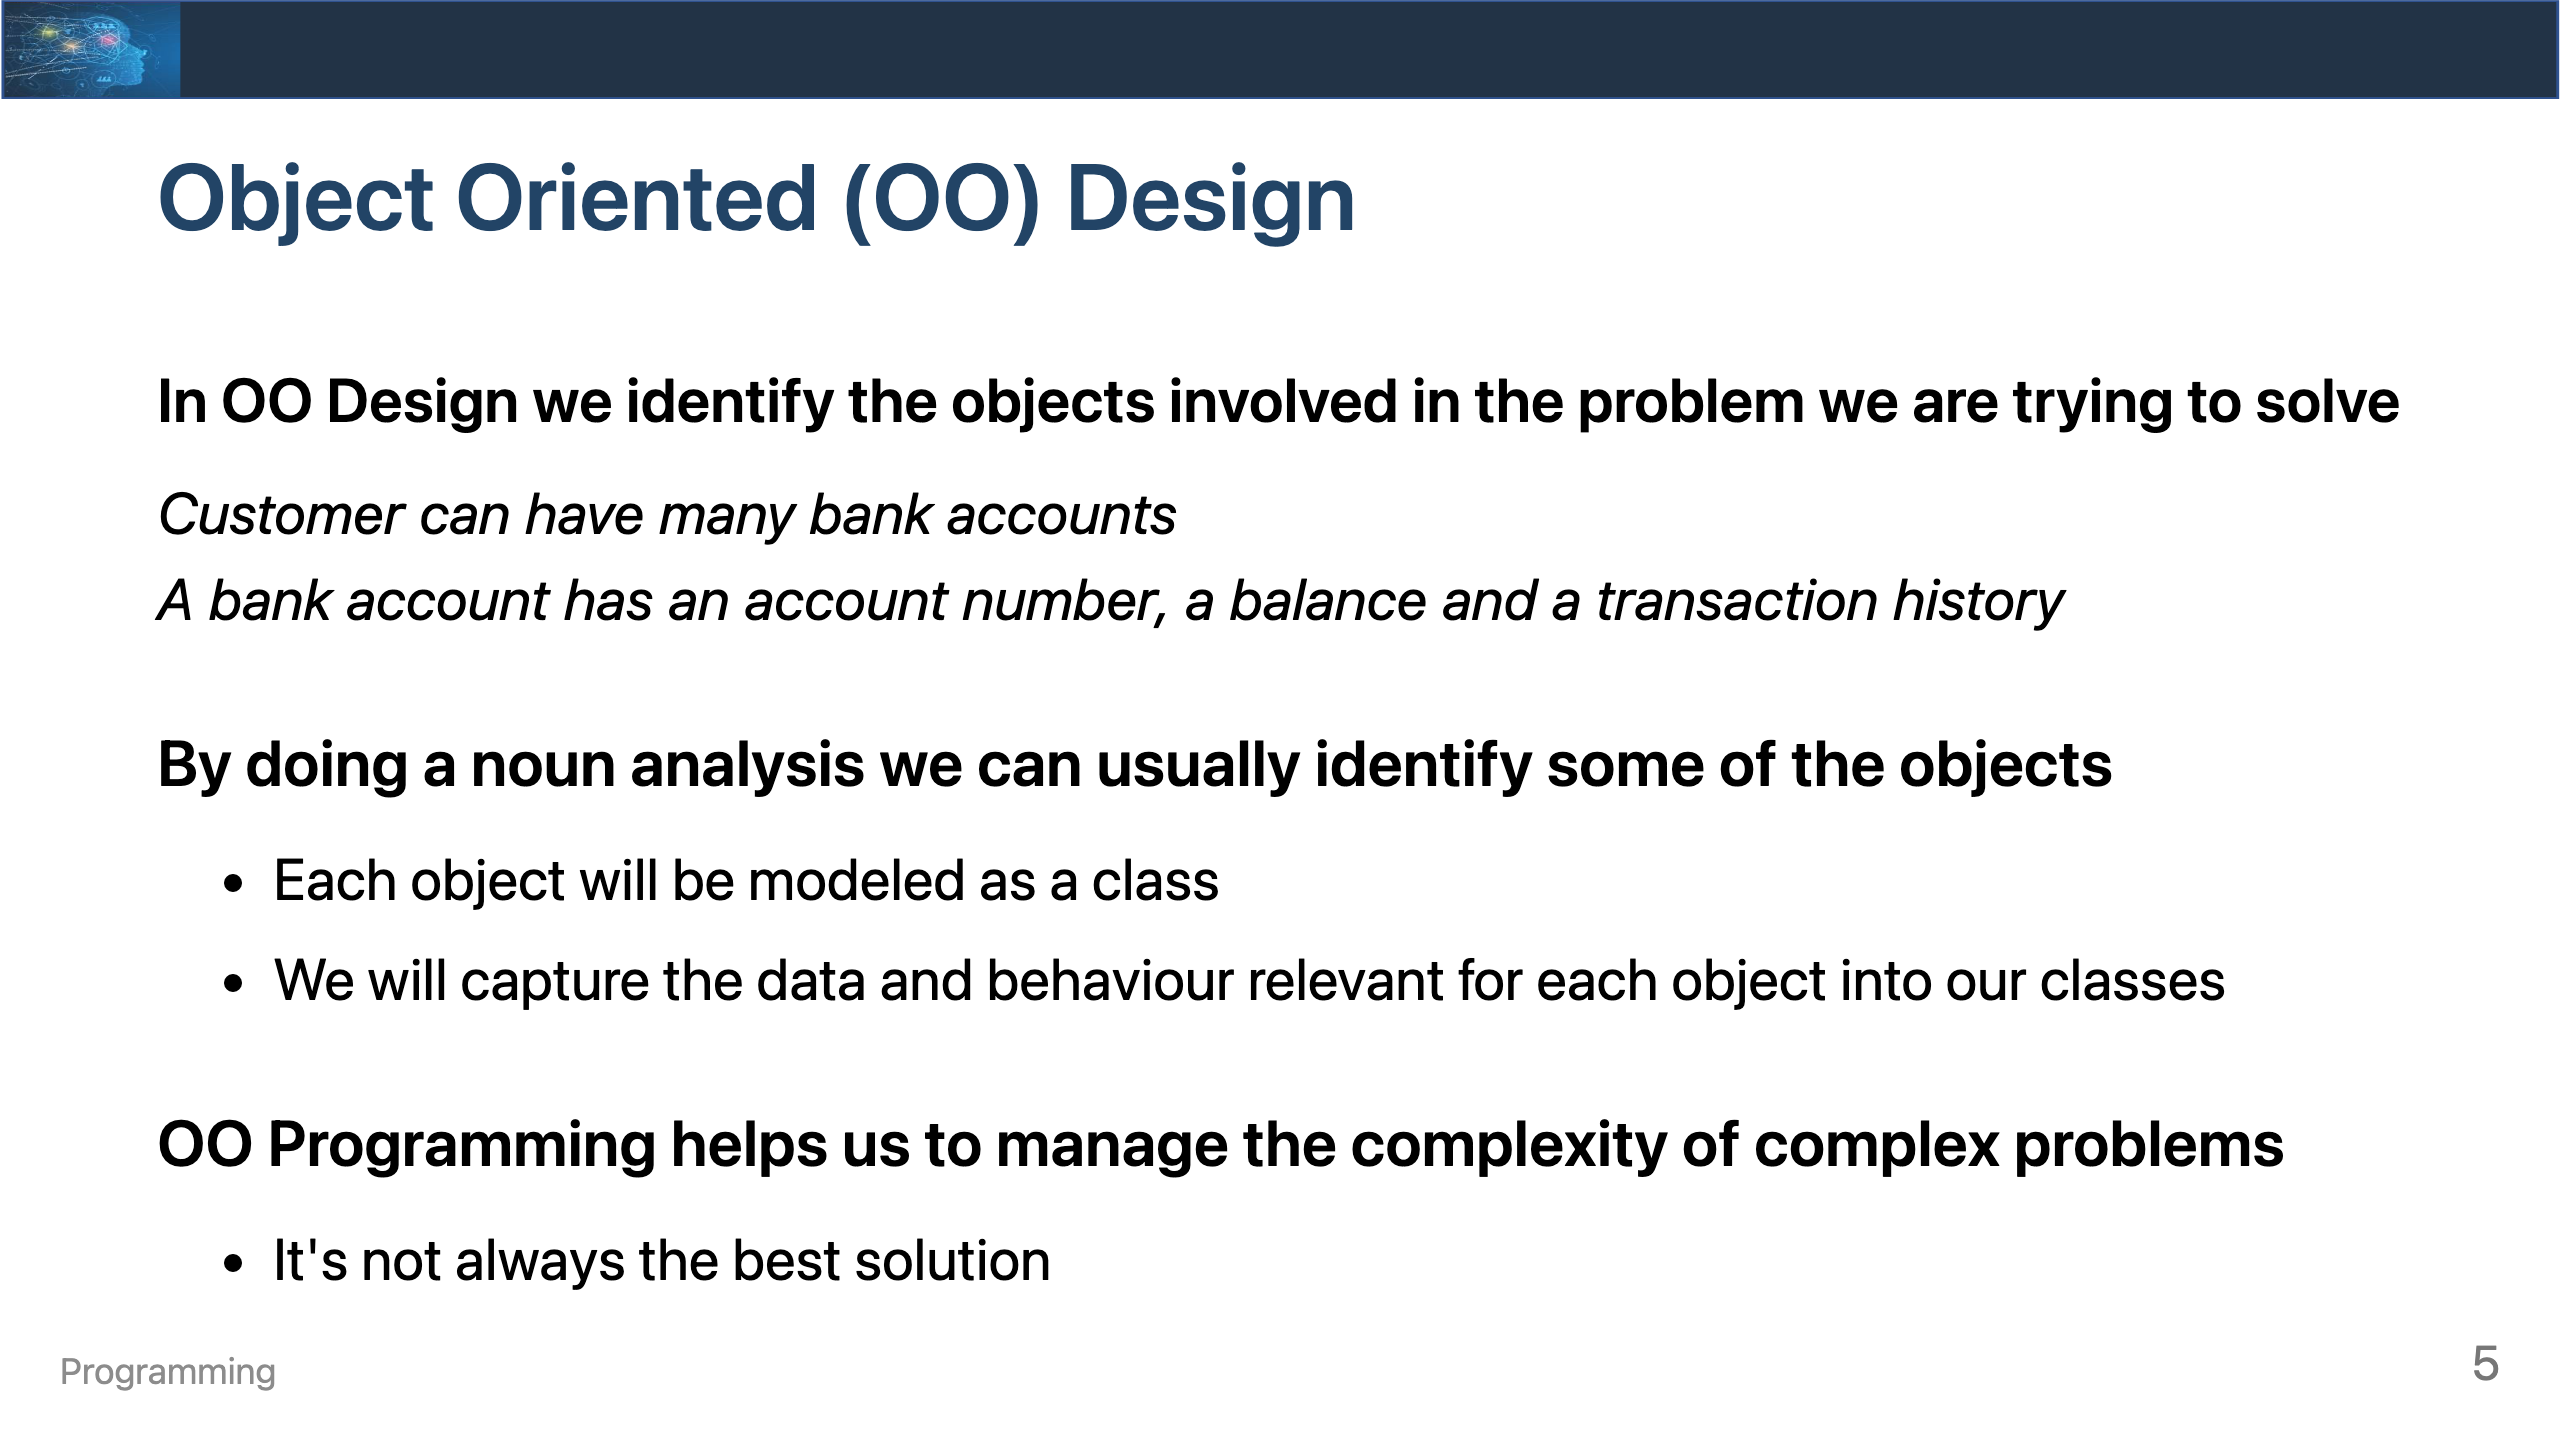 Object Oriented (OO) Design
In OO Design we identify the objects involved in the problem we are trying to solve
Customer can have many bank accounts
A bank account has an account number, a balance and a transaction history
By doing a noun analysis we can usually identify some of the objects
• Each object will be modeled as a class
• We will capture the data and behaviour relevant for each object into our classes
OO Programming helps us to manage the complexity of complex problems
• It's not always the best solution
Programming
5